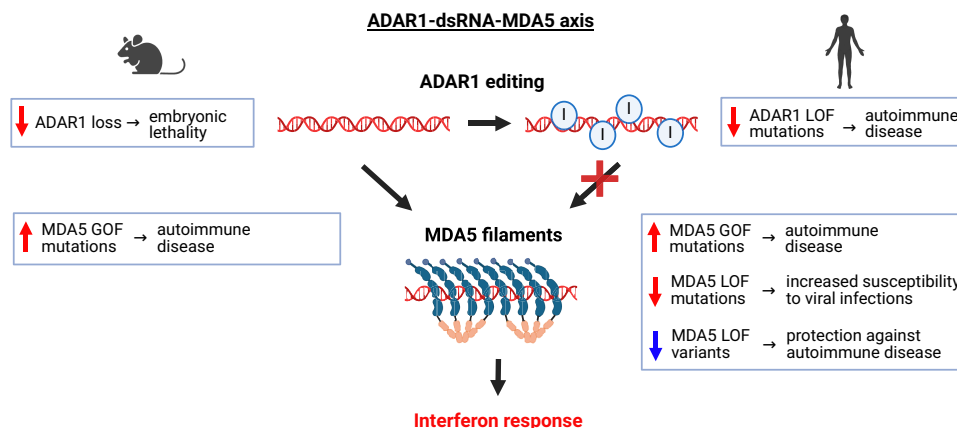 ADAR1-dsRNA-MDA5 axis
ADAR1 editing
ADAR1 loss → embryonic
lethality
I I I I
ADAR1 LOF → autoimmune
mutations disease
MDA5 GOF → autoimmune
mutations disease
MDA5 filaments
MDA5 GOF → autoimmune
mutations disease
MDA5 LOF → increased susceptibility
mutations to viral infections
MDA5 LOF → protection against
variants autoimmune disease
Interferon response